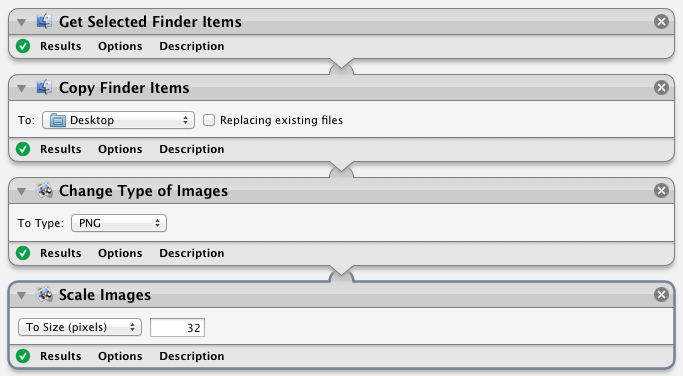 Get Selected Finder Items
Results Options Description
Copy Finder Items
To: Desktop Replacing existing files
Results Options Description
Change Type of Images
To Type: PNG
Results Options Description
Scale Images
To Size (pixels) 32
Results Options Description